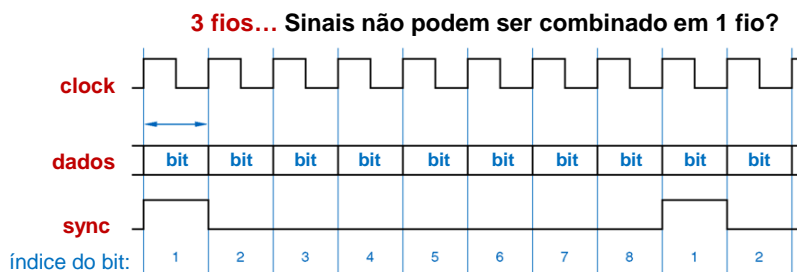 3 fios… Sinais não podem ser combinado em 1 fio?
clock
dados bit bit bit bit bit bit bit bit bit bit
sync
índice do bit: 1 2 3 4 5 6 7 8 1 2